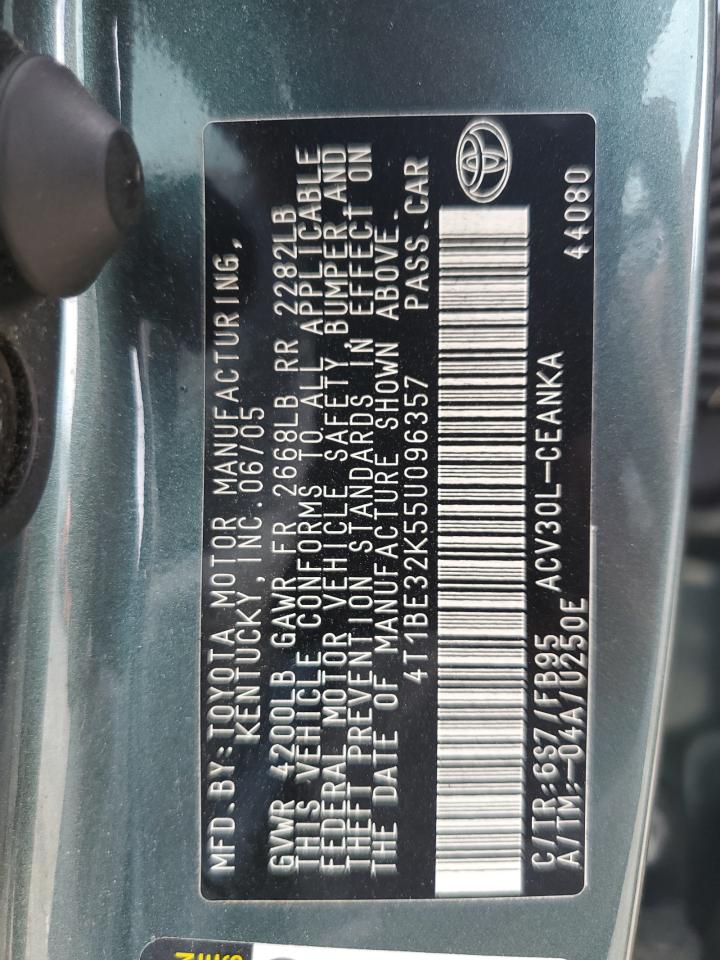 MFD.BY:TOYOTA MOTOR MANUFACTURING,
KENTUCKY, INC. 06/05
GVWR 4200LB GAWR FR 2668LB RR 2282LB
THIS VEHICLE CONFORMS TO ALL APPLICABLE
FEDERAL MOTOR VEHICLE SAFETY, BUMPER AND
THEFT PREVENTION STANDARDS IN EFFECT ON
THE DATE OF MANUFACTURE SHOWN ABOVE.
4T1BE32K55U096357 PASS.CAR
C/TR:6S7/FB95 ACV30L-CEANKA 44080
A/TM:-04A/U250E